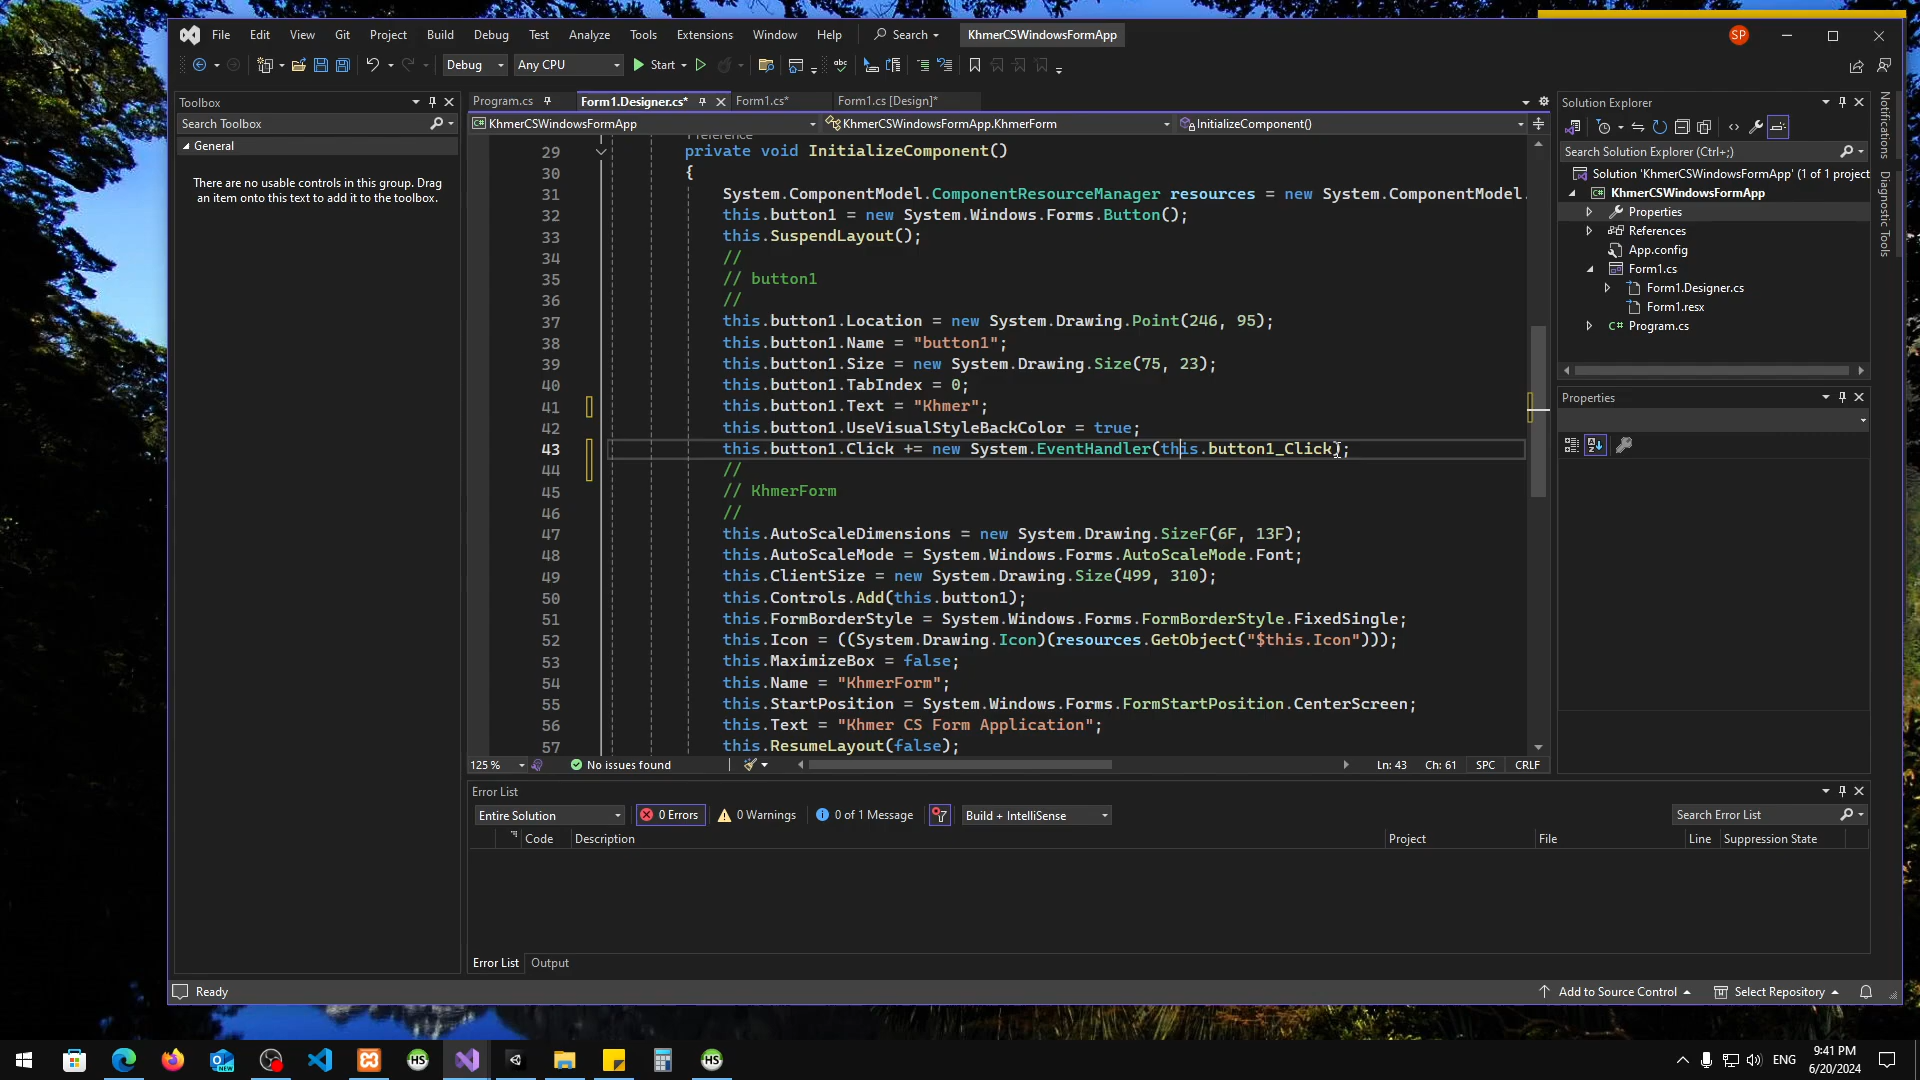 File Edit View Git Project Build Debug Test Analyze Tools Extensions Window Help Search KhmerCSWindowsFormApp SP
Debug Any CPU Start
Toolbox
Search Toolbox
General
There are no usable controls in this group. Drag
an item onto this text to add it to the toolbox.
Program.cs Form1.Designer.cs* Form1.cs* Form1.cs [Design]*
KhmerCSWindowsFormApp KhmerCSWindowsFormApp.KhmerForm InitializeComponent()
29 private void InitializeComponent()
30 {
31 System.ComponentModel.ComponentResourceManager resources = new System.ComponentModel.
32 this.button1 = new System.Windows.Forms.Button();
33 this.SuspendLayout();
34 //
35 // button1
36 //
37 this.button1.Location = new System.Drawing.Point(246, 95);
38 this.button1.Name = "button1";
39 this.button1.Size = new System.Drawing.Size(75, 23);
40 this.button1.TabIndex = 0;
41 this.button1.Text = "Khmer";
42 this.button1.UseVisualStyleBackColor = true;
43 this.button1.Click += new System.EventHandler(this.button1_Click);
44 //
45 // KhmerForm
46 //
47 this.AutoScaleDimensions = new System.Drawing.SizeF(6F, 13F);
48 this.AutoScaleMode = System.Windows.Forms.AutoScaleMode.Font;
49 this.ClientSize = new System.Drawing.Size(499, 310);
50 this.Controls.Add(this.button1);
51 this.FormBorderStyle = System.Windows.Forms.FormBorderStyle.FixedSingle;
52 this.Icon = ((System.Drawing.Icon)(resources.GetObject("$this.Icon")));
53 this.MaximizeBox = false;
54 this.Name = "KhmerForm";
55 this.StartPosition = System.Windows.Forms.FormStartPosition.CenterScreen;
56 this.Text = "Khmer CS Form Application";
57 this.ResumeLayout(false);
125 % No issues found Ln: 43 Ch: 61 SPC CRLF
Solution Explorer
Search Solution Explorer (Ctrl+;)
Solution 'KhmerCSWindowsFormApp' (1 of 1 project
KhmerCSWindowsFormApp
Properties
References
App.config
Form1.cs
Form1.Designer.cs
Form1.resx
C# Program.cs
Properties
Notifications
Diagnostic Tools
Error List
Entire Solution 0 Errors 0 Warnings 0 of 1 Message Build + IntelliSense Search Error List
Code Description Project File Line Suppression State
Error List Output
Ready Add to Source Control Select Repository
ENG
9:41 PM
6/20/2024